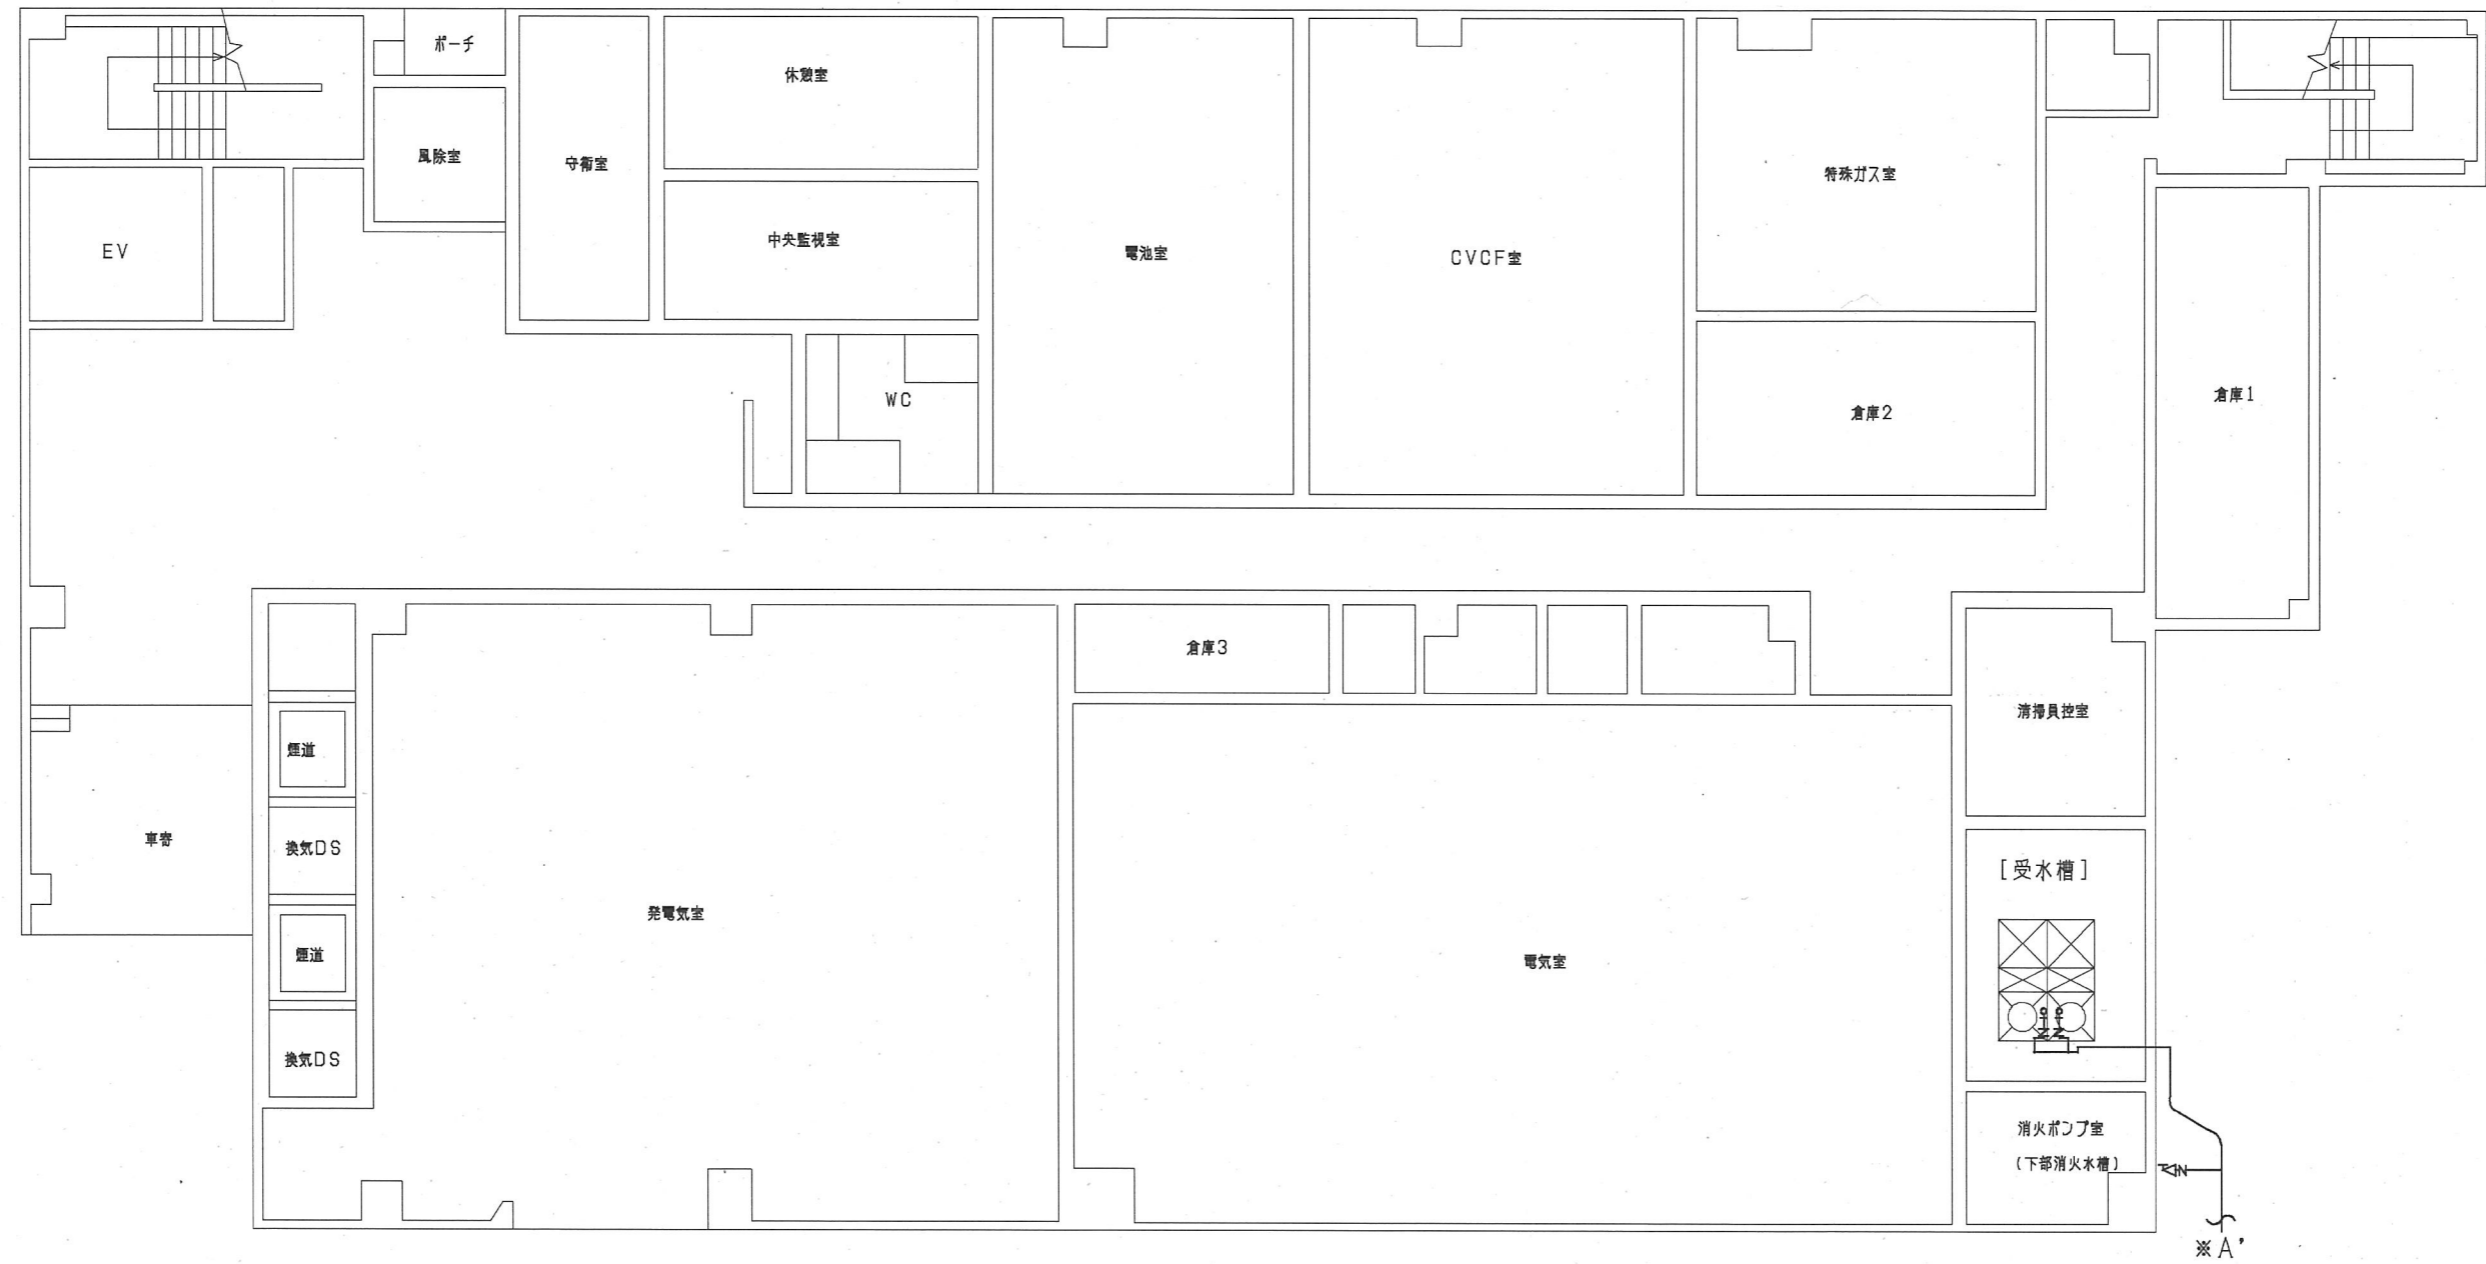 ポーチ
休憩室
風除室
守衛室
特殊ガス室
中央監視室
EV
電池室
CVCF室
倉庫1
WC
倉庫2
倉庫3
清掃員控室
煙道
車寄
換気DS
[受水槽]
発電気室
煙道
電気室
換気DS
消火ポンプ室
(下部消火水槽)
※A'